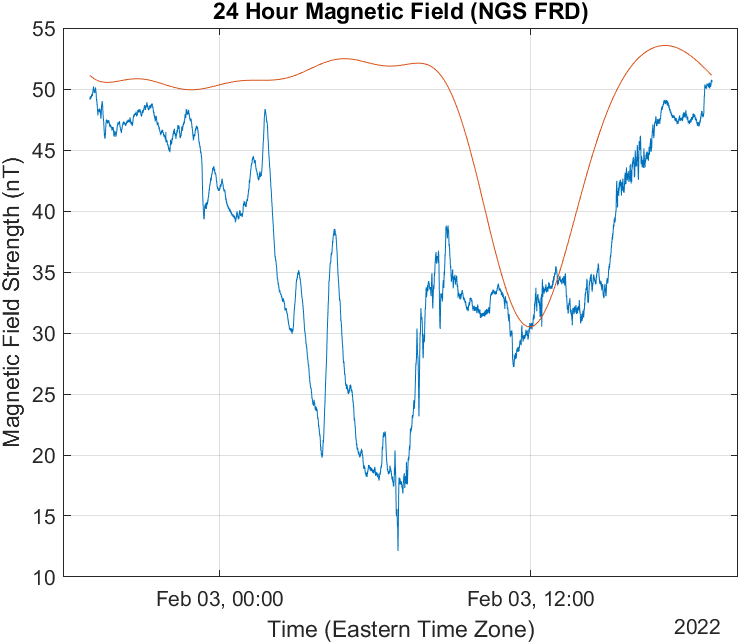 24 Hour Magnetic Field (NGS FRD)
55
50
45
40
35
30
25
20
15
10
Magnetic Field Strength (nT)
Feb 03, 00:00
Feb 03, 12:00
Time (Eastern Time Zone)
2022